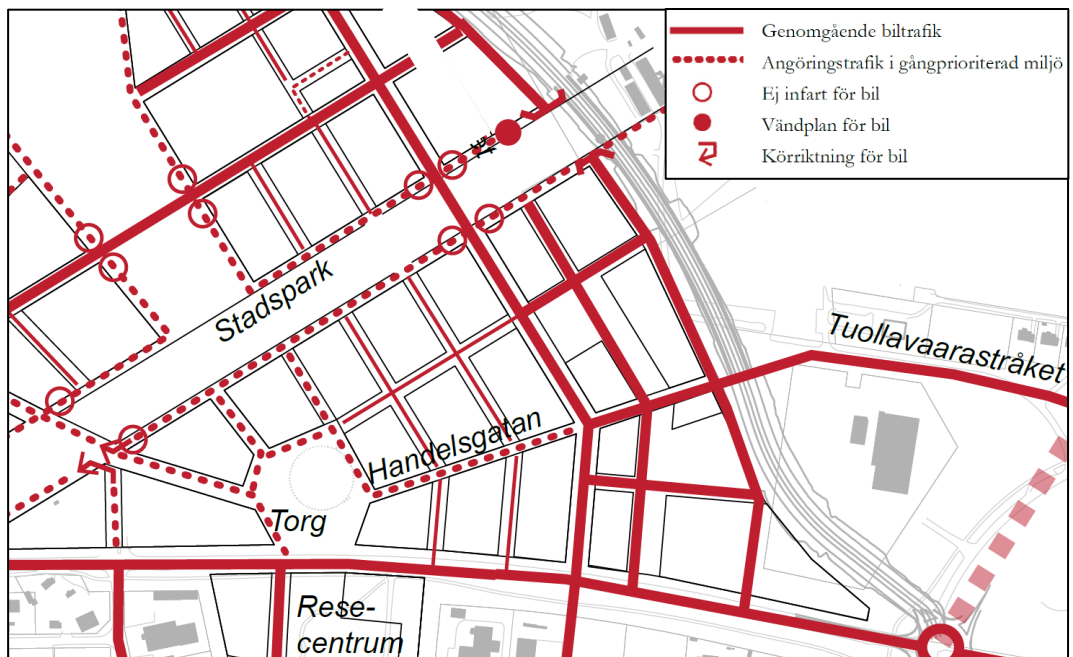 Genomgående biltrafik
Angöringstrafik i gångprioriterad miljö
Ej infart för bil
Vändplan för bil
Körriktning för bil
Stadspark
Tuollavaarastråket
Handelsgatan
Torg
Rese-
centrum